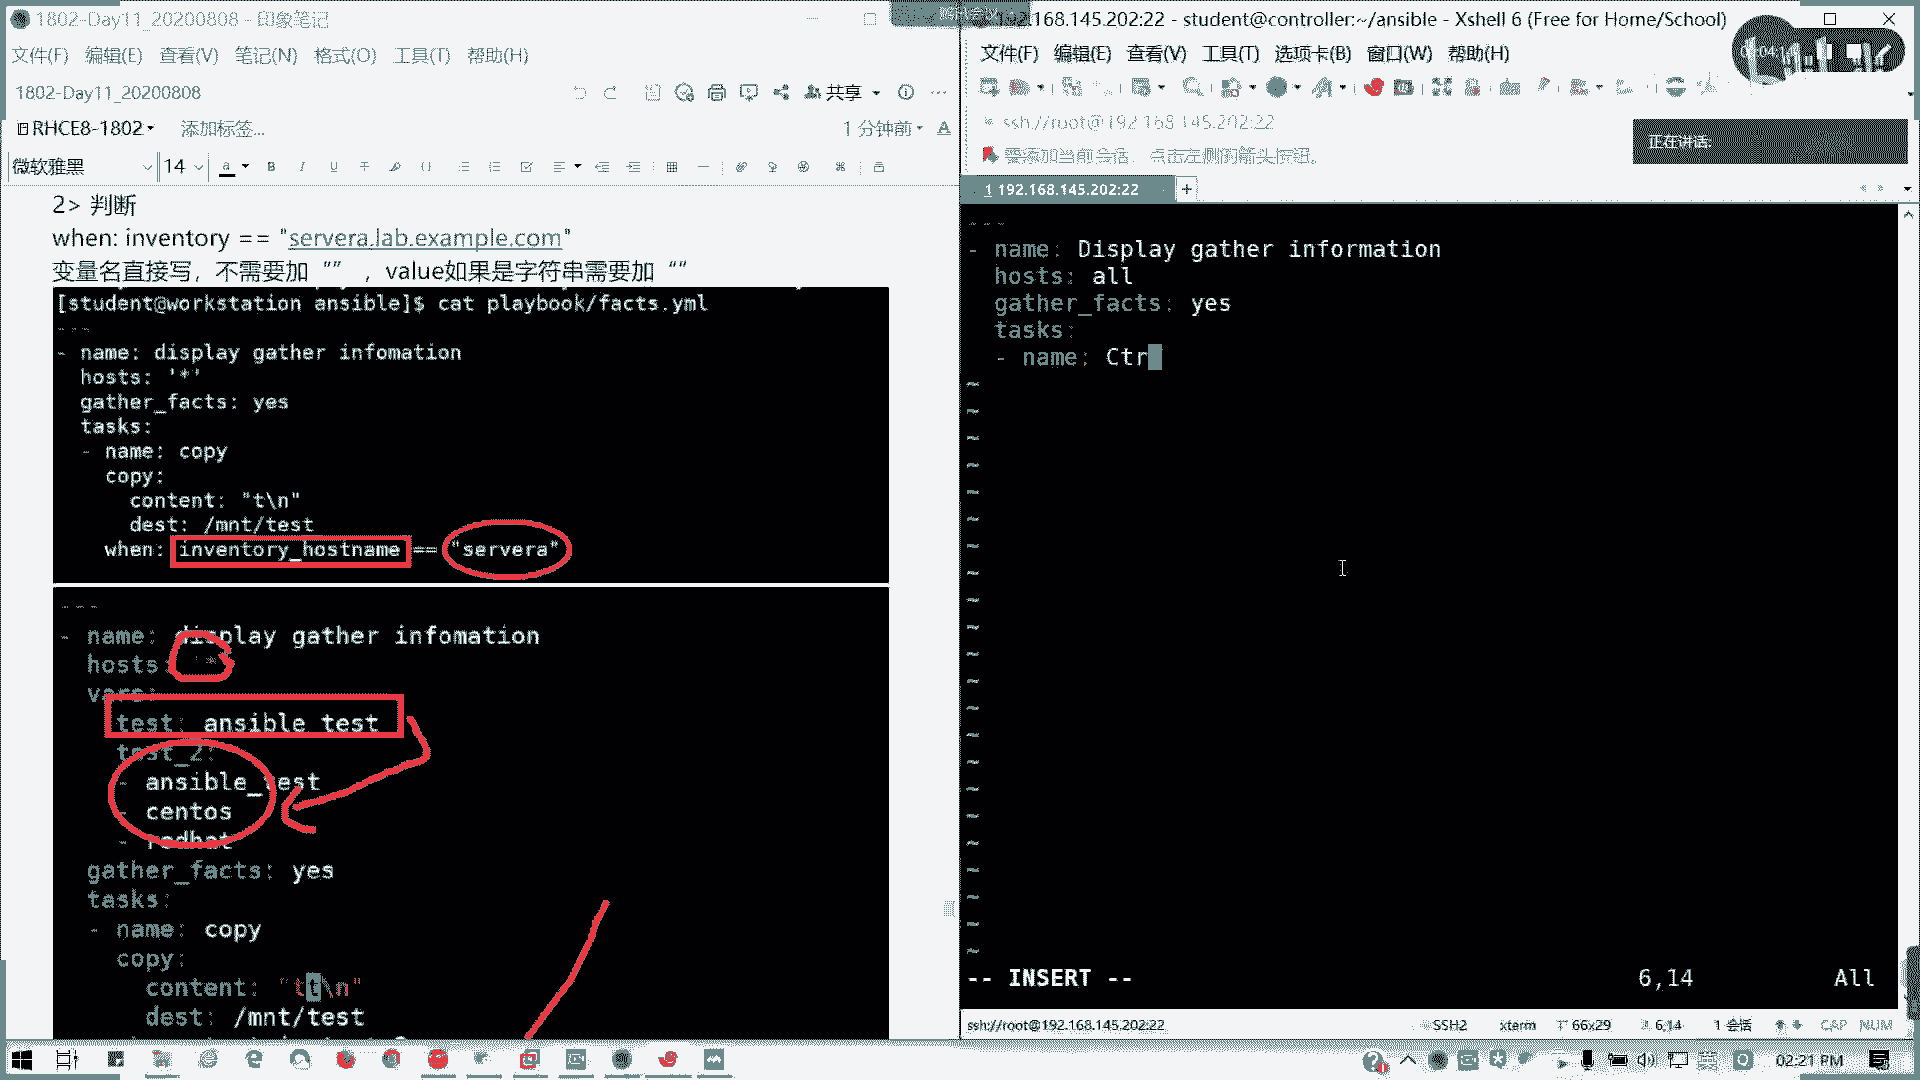 1802-Day11_20200808 - 印象笔记
文件(F) 编辑(E) 查看(V) 笔记(N) 格式(O) 工具(T) 帮助(H)
1802-Day11_20200808
共享
RHCE8-1802
添加标签...
1 分钟前
微软雅黑 14
2> 判断
when: inventory == "servera.lab.example.com"
变量名直接写，不需要加 “” ，value如果是字符串需要加 “”
[student@workstation ansible]$ cat playbook/facts.yml
---
- name: display gather infomation
hosts: '*'
gather_facts: yes
tasks:
- name: copy
copy:
content: "t\n"
dest: /mnt/test
when: inventory_hostname == "servera"
---
- name: display gather infomation
hosts:
vars:
test: ansible_test
test_2:
- ansible_test
- centos
- redhat
gather_facts: yes
tasks:
- name: copy
copy:
content: "tt\n"
dest: /mnt/test
192.168.145.202:22 - student@controller:~/ansible - Xshell 6 (Free for Home/School)
文件(F) 编辑(E) 查看(V) 工具(T) 选项卡(B) 窗口(W) 帮助(H)
ssh://root@192.168.145.202:22
要添加当前会话，点击左侧的箭头按钮。
正在讲话:
1 192.168.145.202:22
---
- name: Display gather information
hosts: all
gather_facts: yes
tasks:
- name: Ctr
-- INSERT -- 6,14 All
ssh://root@192.168.145.202:22 SSH2 xterm 66x29 6,14 1 会话 CAP NUM
02:21 PM